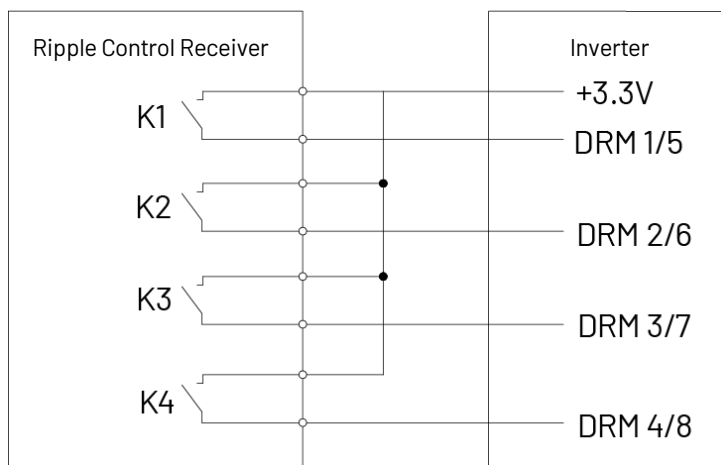 Ripple Control Receiver
Inverter
+3.3V
K1
DRM 1/5
K2
DRM 2/6
K3
DRM 3/7
K4
DRM 4/8